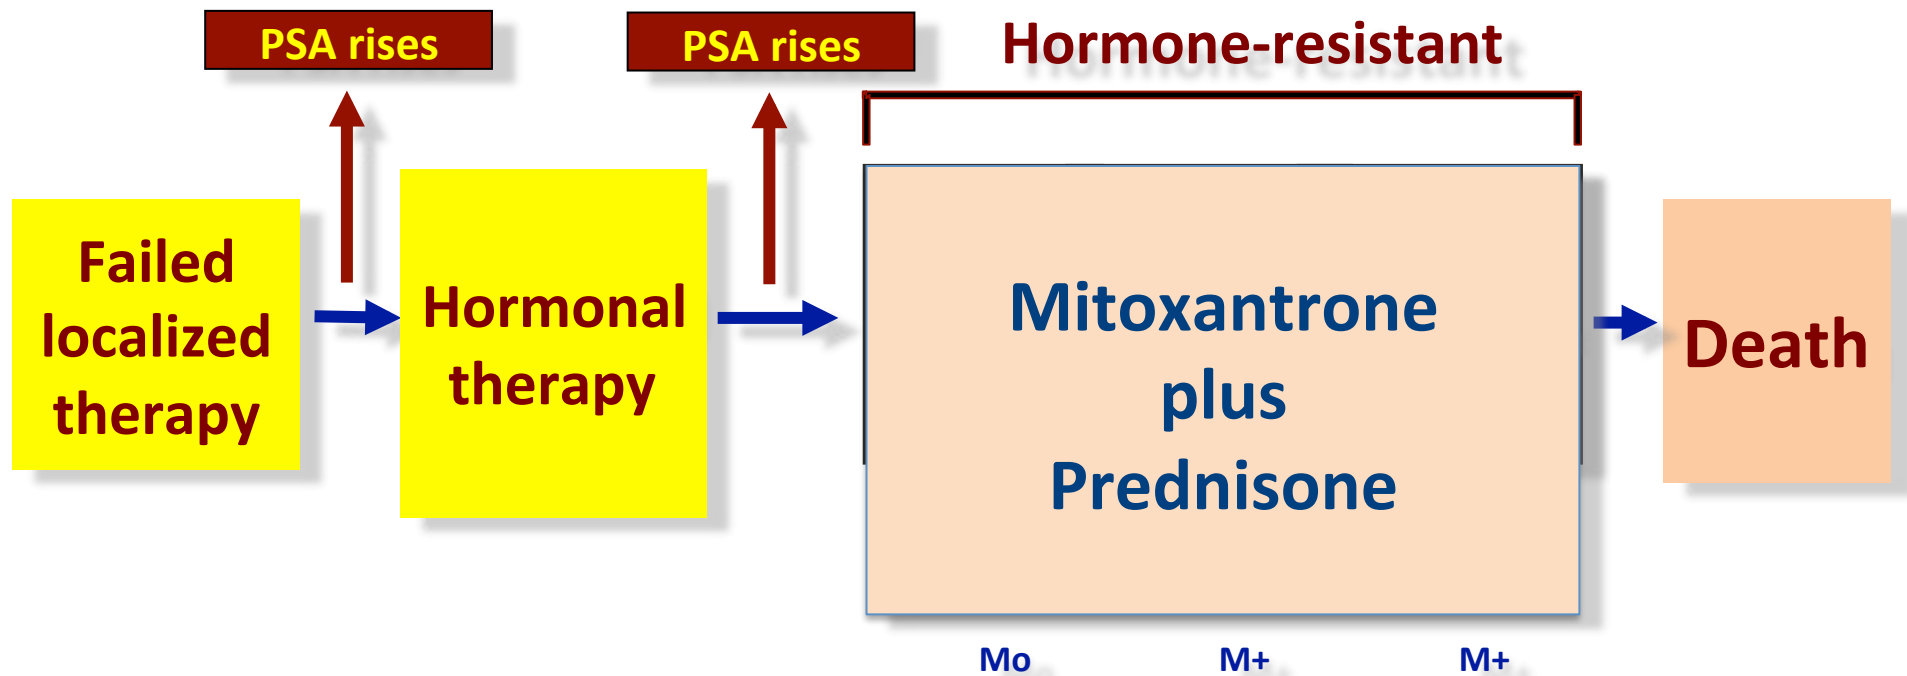 PSA rises
PSA rises
Hormone-resistant
Failed
localized
therapy
Hormonal
therapy
Mitoxantrone
plus
Prednisone
Death
Mo
M+
M+